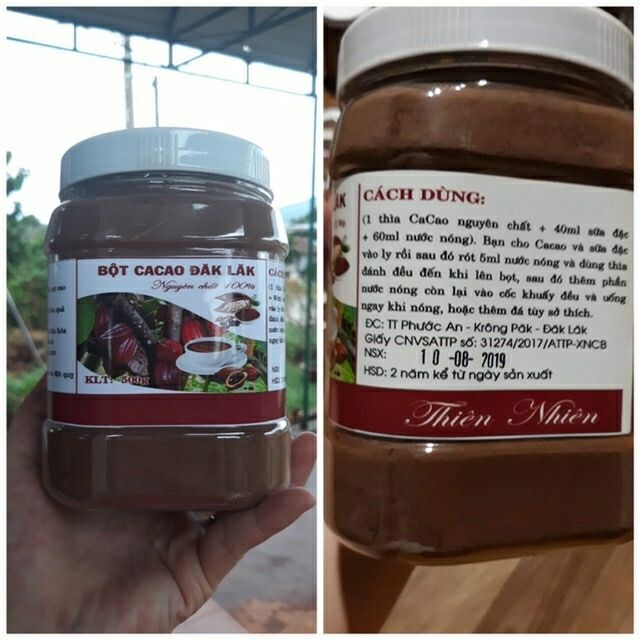 BỘT CACAO ĐĂK LĂK
Nguyên chất 100%
KLT: 500g
CÁCH
CÁCH DÙNG:
(1 thìa CaCao nguyên chất + 40ml sữa đặc
+ 60ml nước nóng). Bạn cho Cacao và sữa đặc
vào ly rồi sau đó rót 5ml nước nóng và dùng thìa
đánh đều đến khi lên bọt, sau đó thêm phần
nước nóng còn lại vào cốc khuấy đều và uống
ngay khi nóng, hoặc thêm đá tùy sở thích.
ĐC: TT Phước An - Krông Păk - Đăk Lăk
Giấy CNVSATTP số: 31274/2017/ATTP-XNCB
NSX: 10 -08- 2019
HSD: 2 năm kể từ ngày sản xuất
Thiên Nhiên